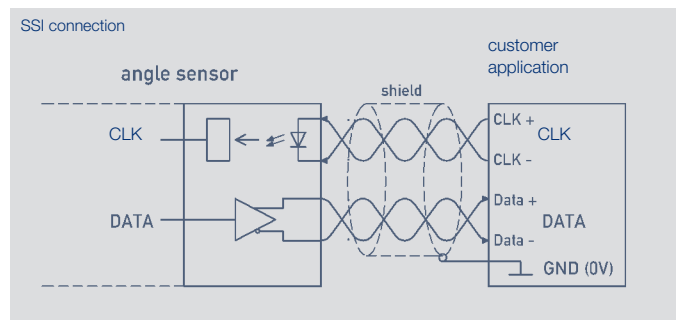 SSI connection
customer
application
angle sensor
shield
CLK
CLK +
CLK
CLK -
Data +
DATA
DATA
Data -
GND (0V)